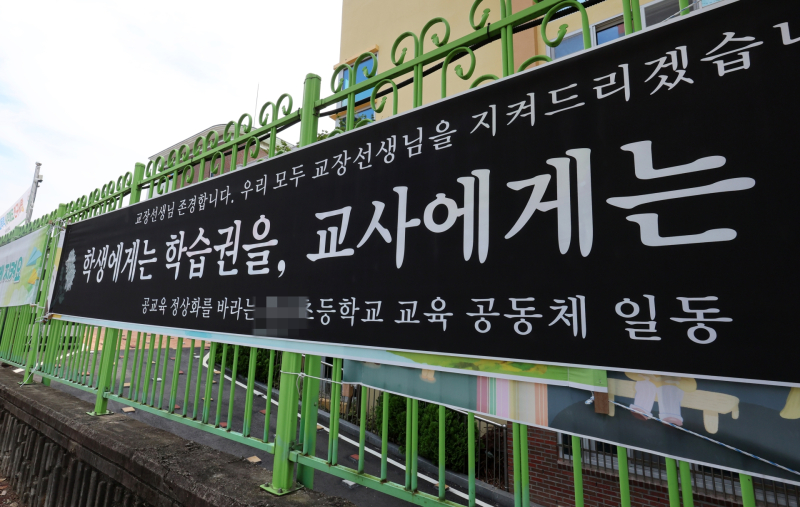 교장선생님 존경합니다. 우리 모두 교장선생님을 지켜드리겠습니
학생에게는 학습권을, 교사에게는
공교육 정상화를 바라는 초등학교 교육 공동체 일동